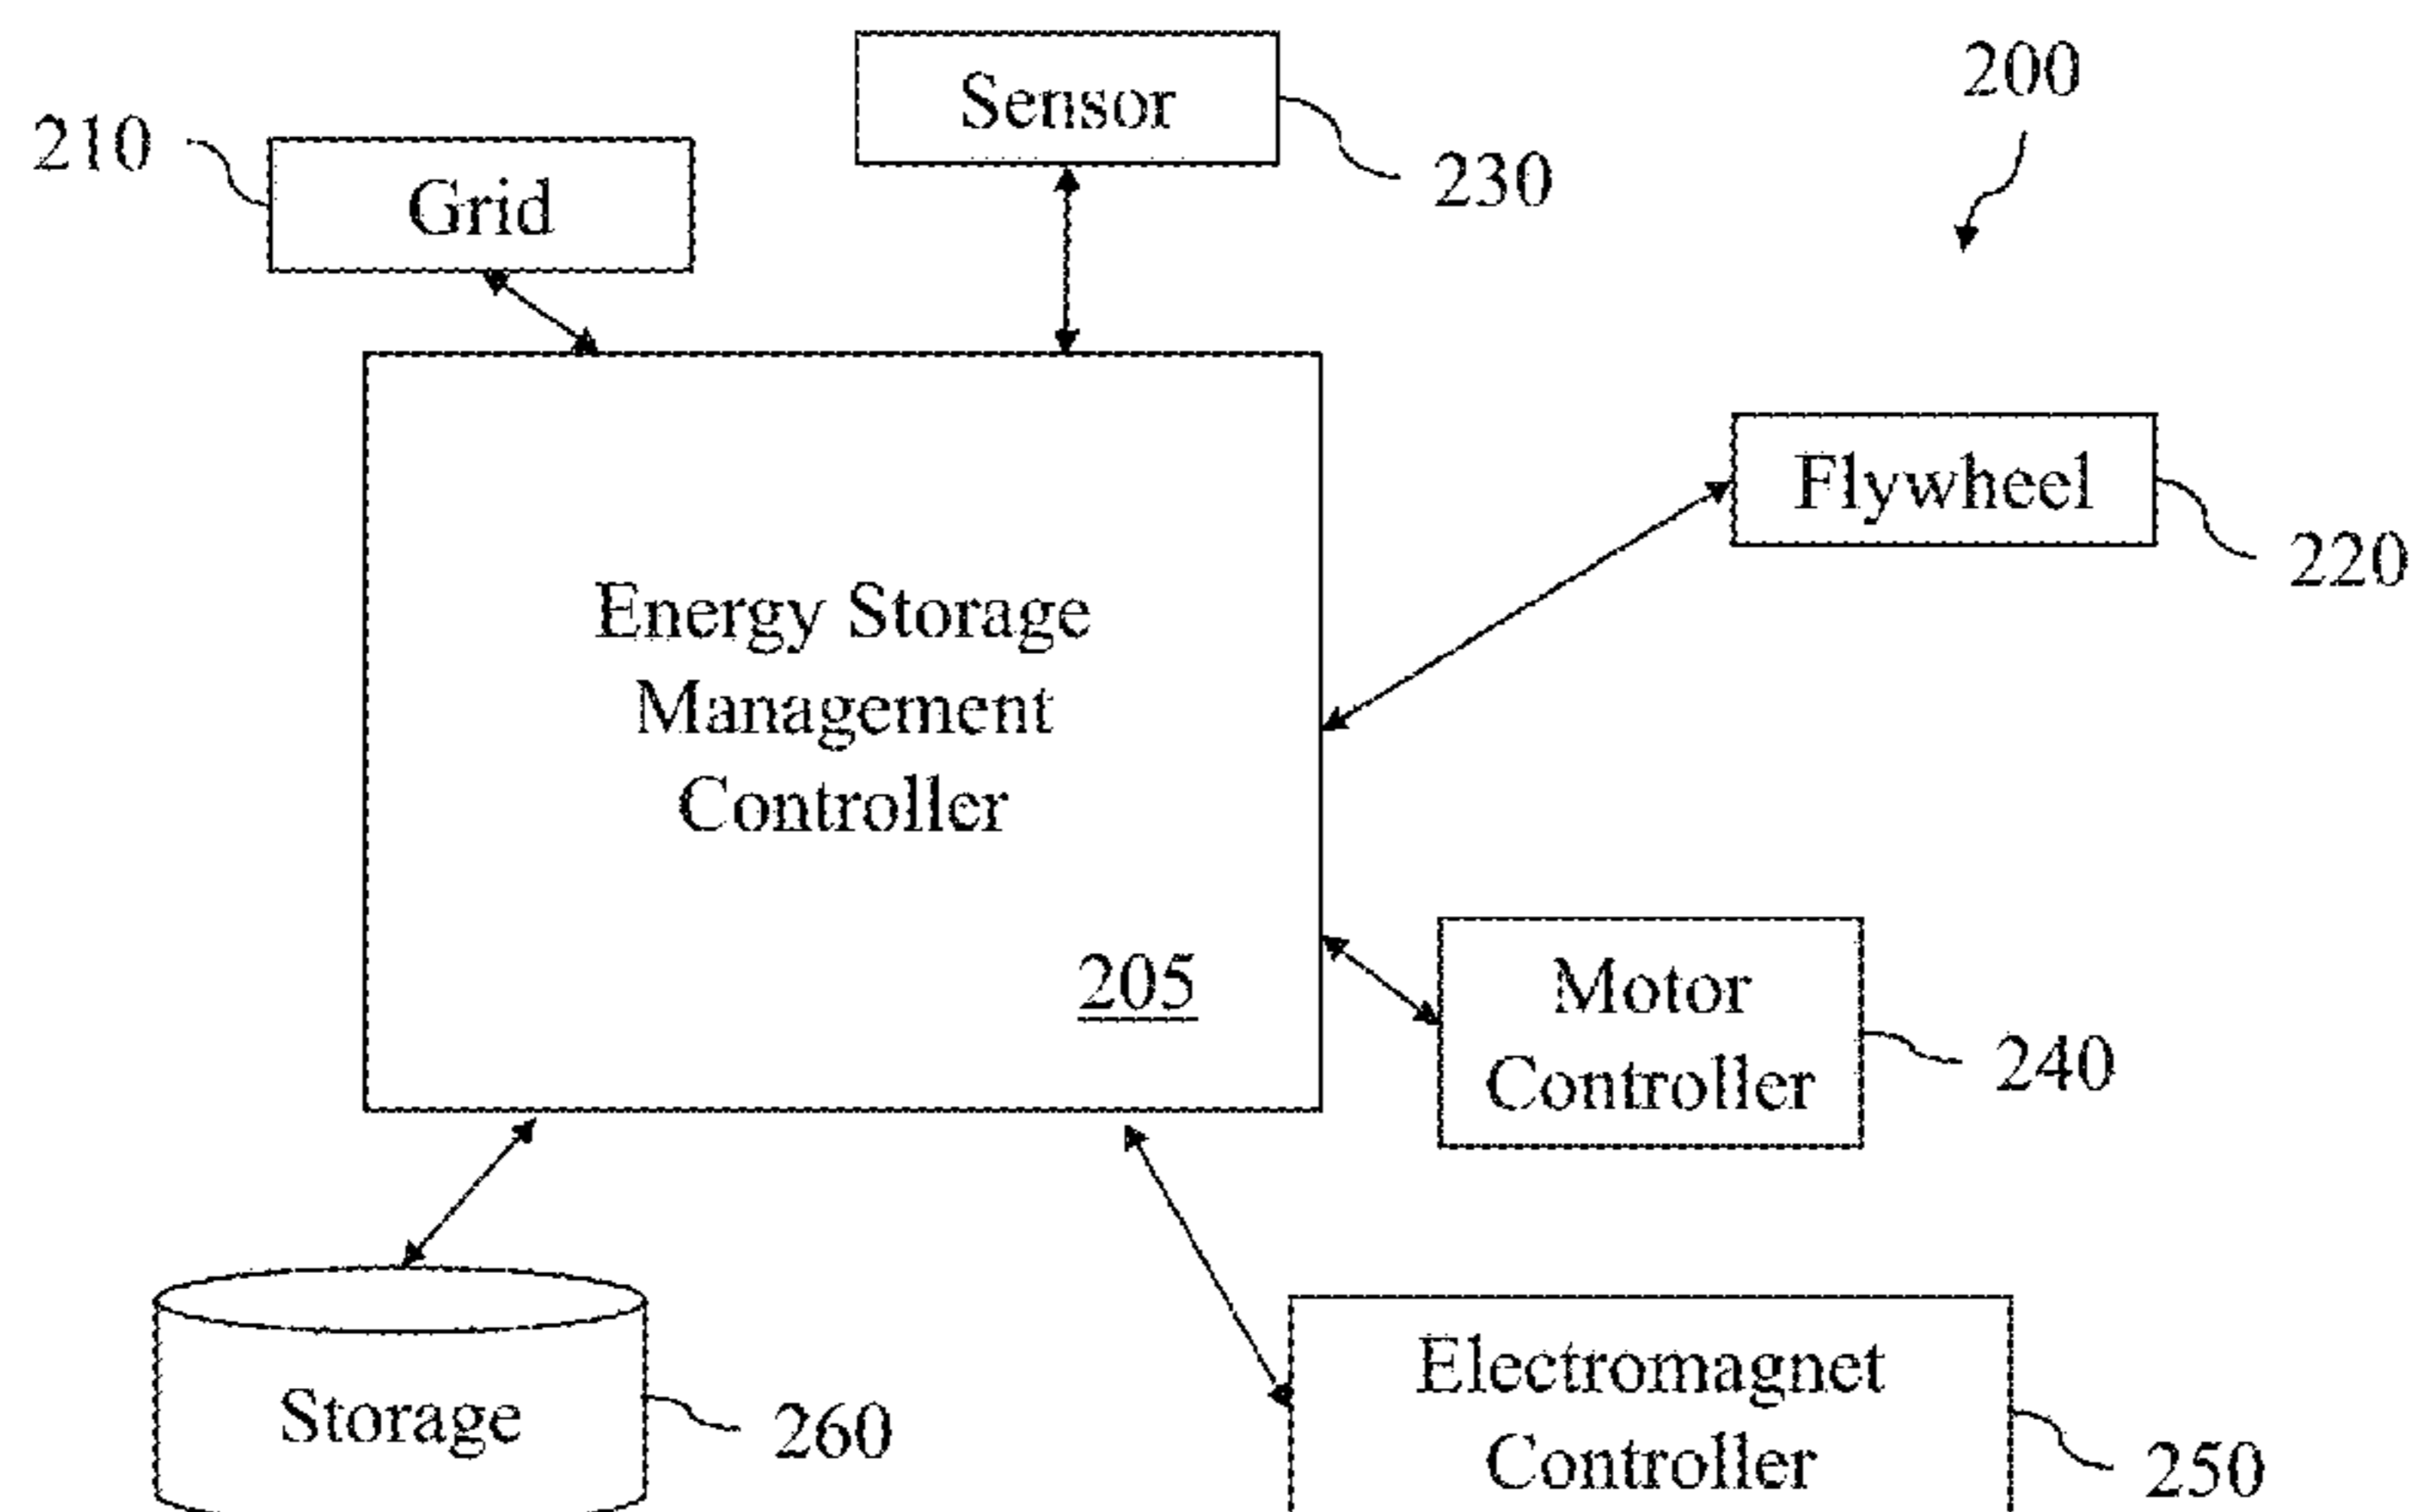 Sensor
200
210
Grid
230
Flywheel
220
Energy Storage
Management
Controller
205
Motor
Controller
240
Storage
260
Electromagnet
Controller
250